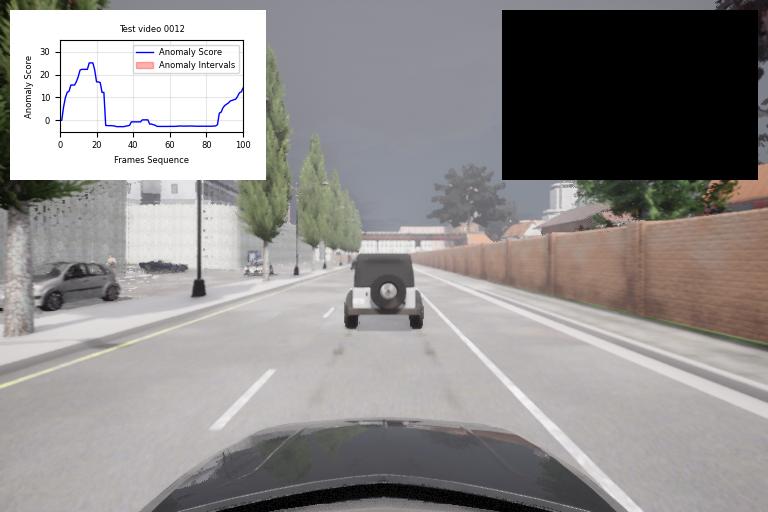 Test video 0012
Anomaly Score
Anomaly Intervals
30
20
10
0
Anomaly Score
0 20 40 60 80 100
Frames Sequence